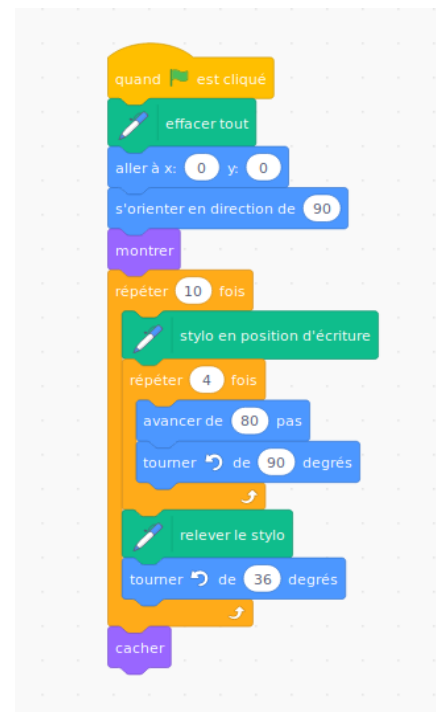 quand est cliqué
effacer tout
aller à x: 0 y: 0
s'orienter en direction de 90
montrer
répéter 10 fois
stylo en position d'écriture
répéter 4 fois
avancer de 80 pas
tourner de 90 degrés
relever le stylo
tourner de 36 degrés
cacher